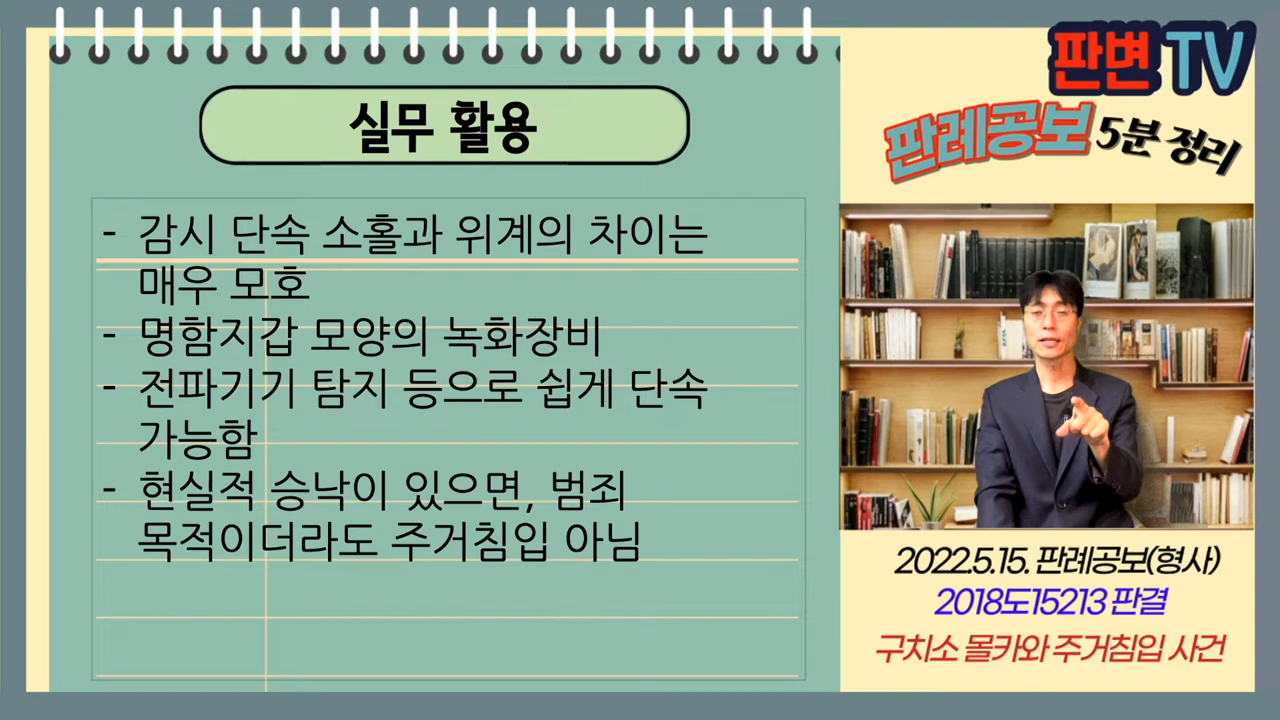 실무 활용
- 감시 단속 소홀과 위계의 차이는
매우 모호
- 명함지갑 모양의 녹화장비
- 전파기기 탐지 등으로 쉽게 단속
가능함
- 현실적 승낙이 있으면, 범죄
목적이더라도 주거침입 아님
판변 TV
판례공보 5분 정리
2022.5.15. 판례공보(형사)
2018도15213 판결
구치소 몰카와 주거침입 사건